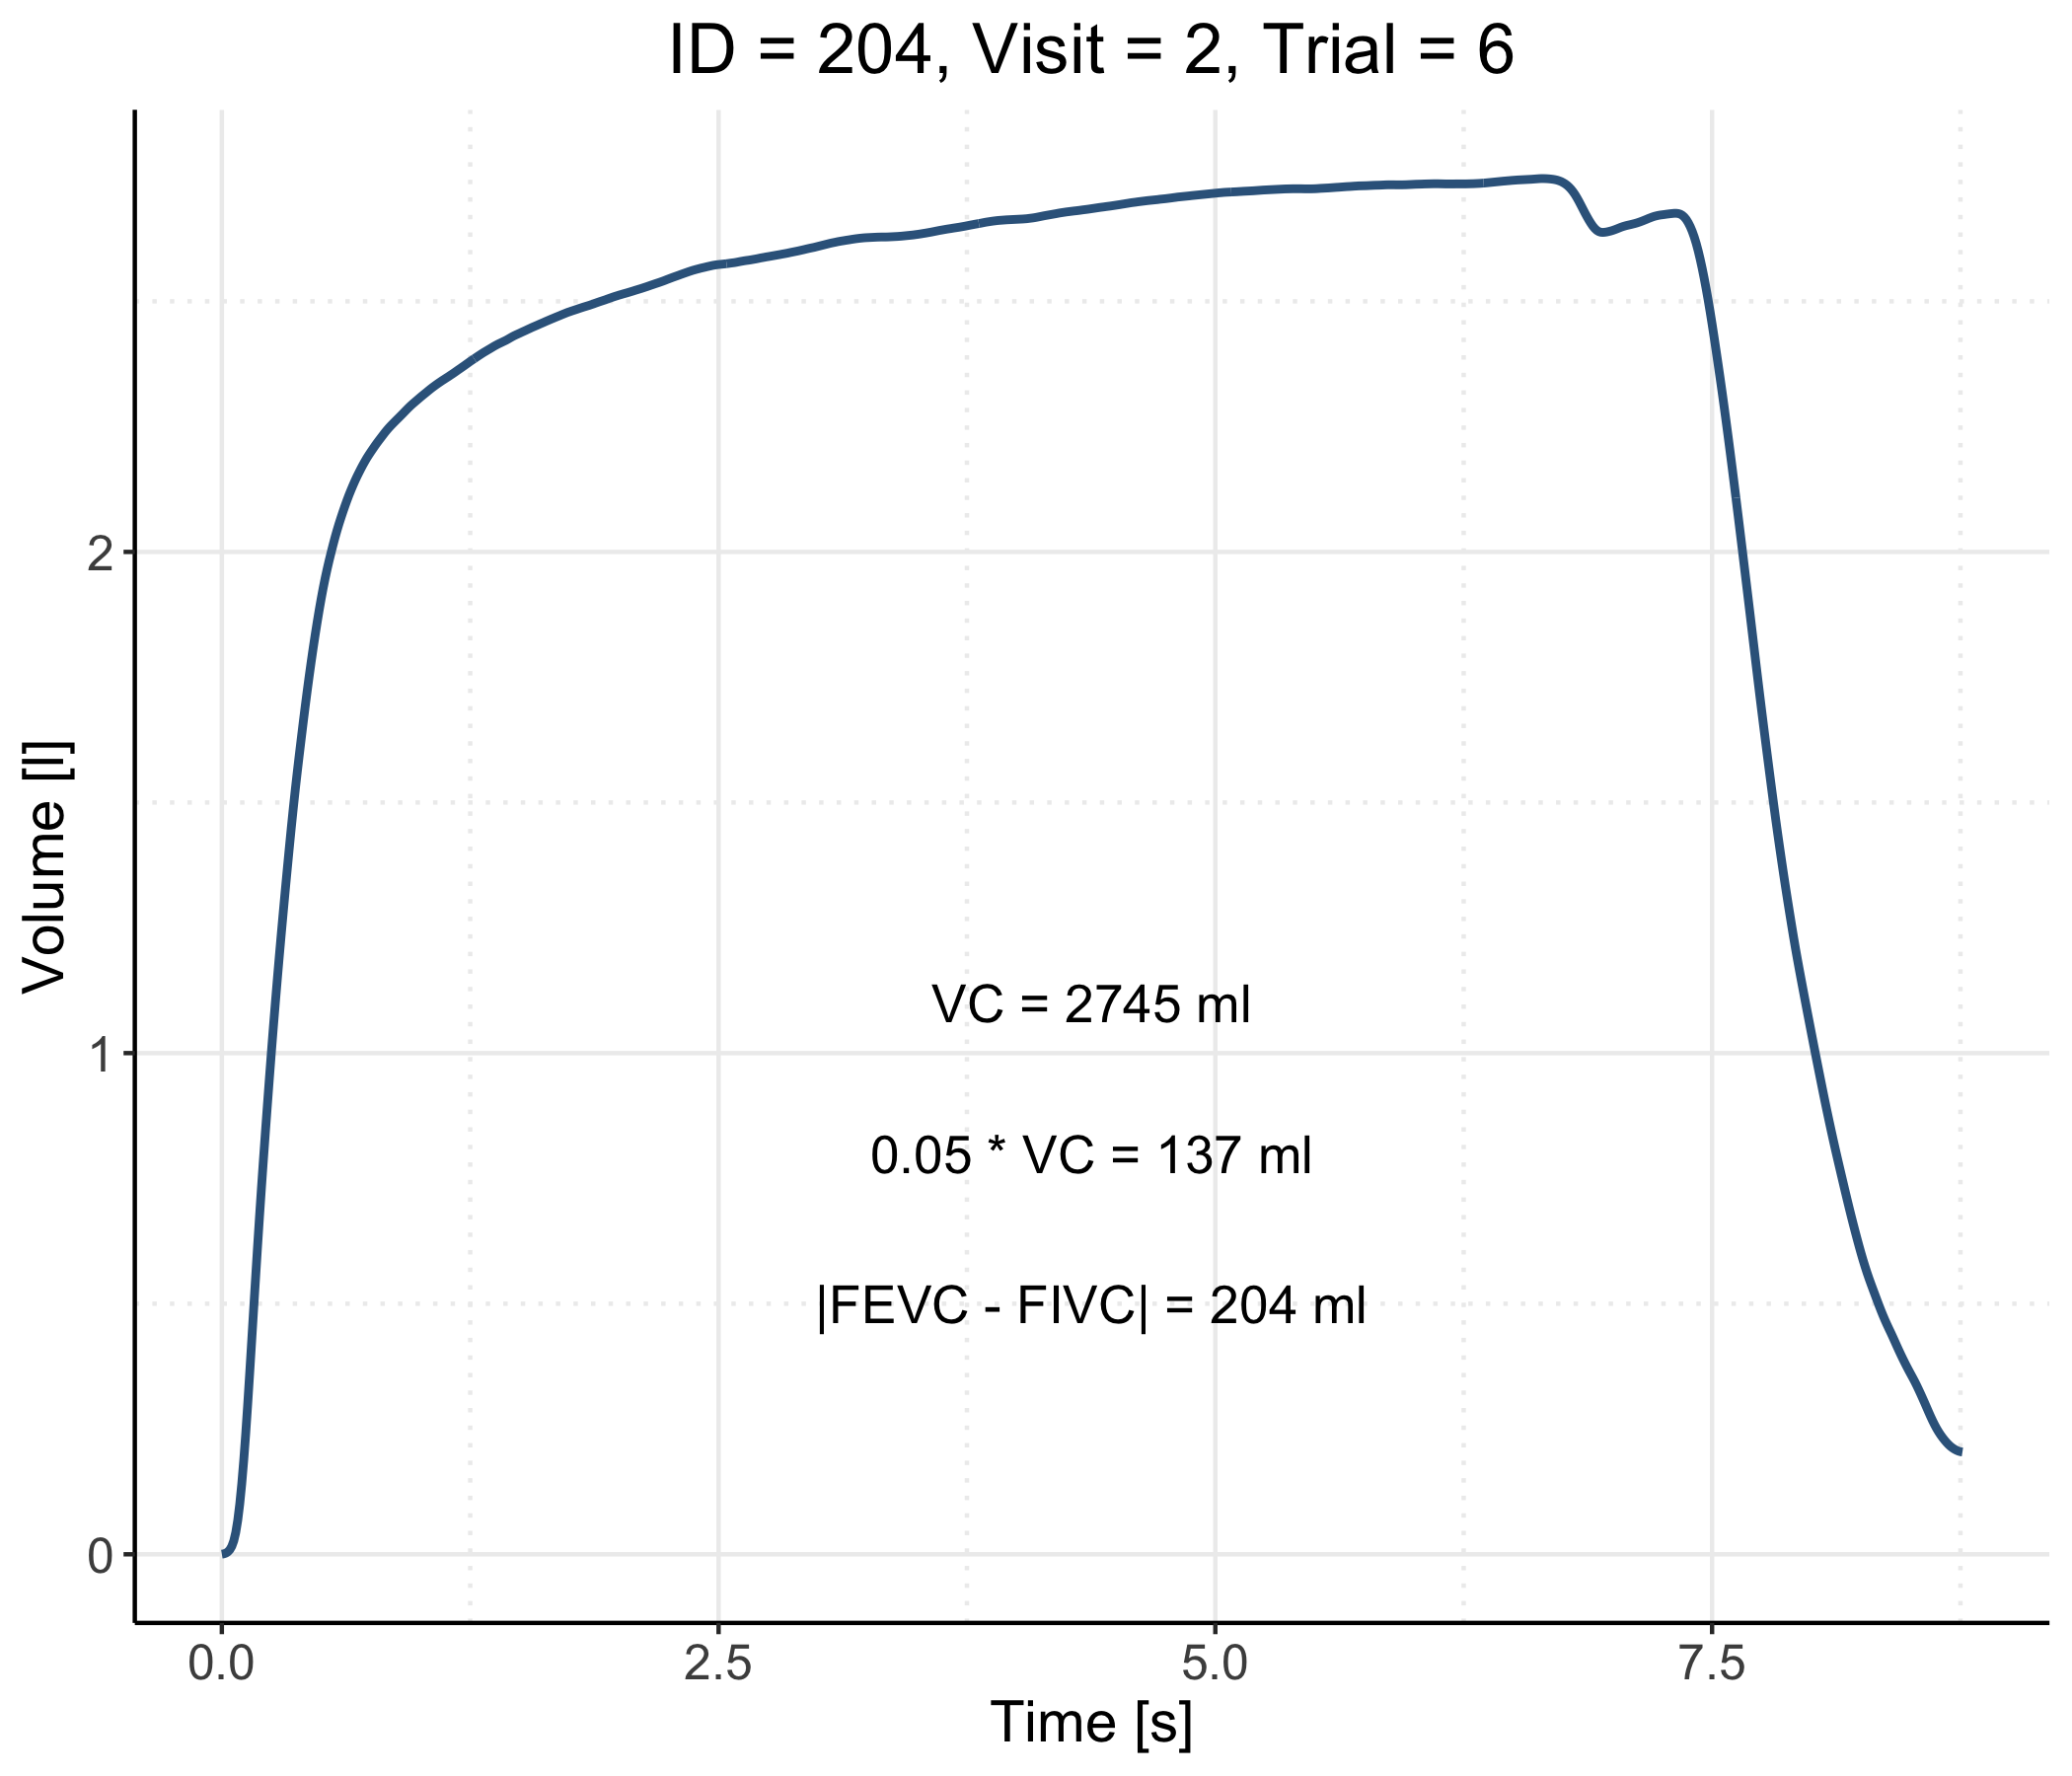 ID = 204, Visit = 2, Trial = 6
Volume [l]
2
1
0
VC = 2745 ml
0.05 * VC = 137 ml
|FEVC - FIVC| = 204 ml
0.0 2.5 5.0 7.5
Time [s]